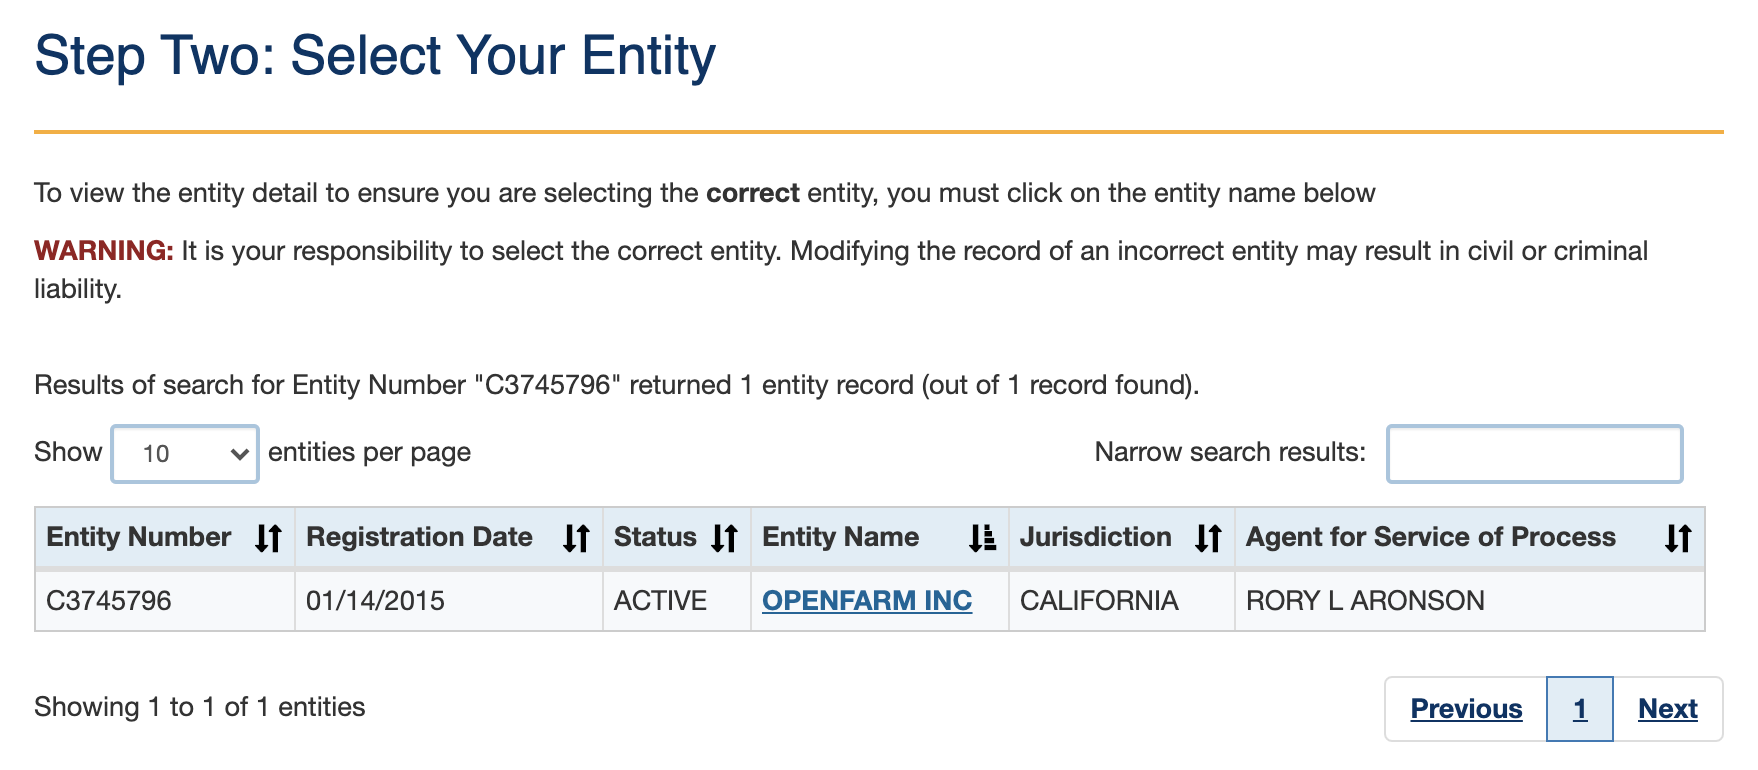 Step Two: Select Your Entity
To view the entity detail to ensure you are selecting the correct entity, you must click on the entity name below
WARNING: It is your responsibility to select the correct entity. Modifying the record of an incorrect entity may result in civil or criminal
liability.
Results of search for Entity Number "C3745796" returned 1 entity record (out of 1 record found).
Show 10 entities per page Narrow search results:
Entity Number Registration Date Status Entity Name Jurisdiction Agent for Service of Process
C3745796 01/14/2015 ACTIVE OPENFARM INC CALIFORNIA RORY L ARONSON
Showing 1 to 1 of 1 entities Previous 1 Next